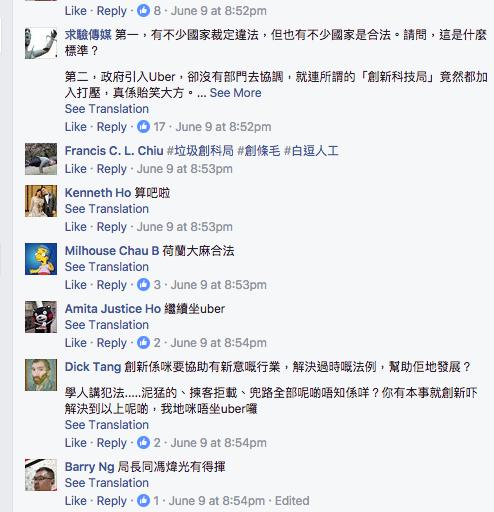 Like · Reply · 8 · June 9 at 8:52pm
求驗傳媒 第一，有不少國家裁定違法，但也有不少國家是合法。請問，這是什麼
標準？
第二，政府引入Uber，卻沒有部門去協調，就連所謂的「創新科技局」竟然都加
入打壓，真係貽笑大方。... See More
See Translation
Like · Reply · 17 · June 9 at 8:52pm
Francis C. L. Chiu #垃圾創科局 #創條毛 #白逗人工
Like · Reply · June 9 at 8:53pm
Kenneth Ho 算吧啦
See Translation
Like · Reply · June 9 at 8:53pm
Milhouse Chau B 荷蘭大麻合法
See Translation
Like · Reply · 3 · June 9 at 8:53pm
Amita Justice Ho 繼續坐uber
See Translation
Like · Reply · 2 · June 9 at 8:54pm
Dick Tang 創新係咪要協助有新意嘅行業，解決過時嘅法例，幫助佢地發展？
學人講犯法.....泥猛的、揀客拒載、兜路全部呢啲唔知係咩？你有本事就創新吓
解決到以上呢啲，我地咪唔坐uber囉
See Translation
Like · Reply · 2 · June 9 at 8:54pm
Barry Ng 局長同馮煒光有得揮
See Translation
Like · Reply · 1 · June 9 at 8:54pm · Edited